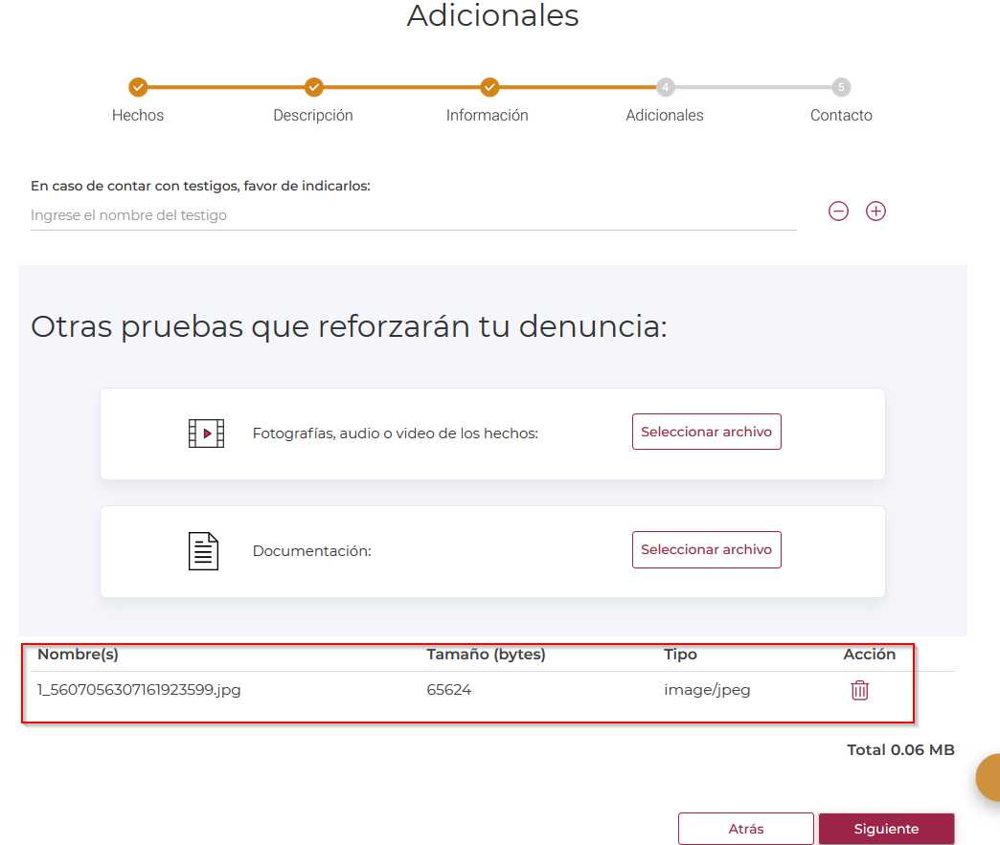 Adicionales
4
5
Hechos
Descripción
Información
Adicionales
Contacto
En caso de contar con testigos, favor de indicarlos:
Ingrese el nombre del testigo
Otras pruebas que reforzarán tu denuncia:
Fotografías, audio o video de los hechos:
Seleccionar archivo
Documentación:
Seleccionar archivo
Nombre(s) Tamaño (bytes) Tipo Acción
1_5607056307161923599.jpg 65624 image/jpeg
Total 0.06 MB
Atrás
Siguiente